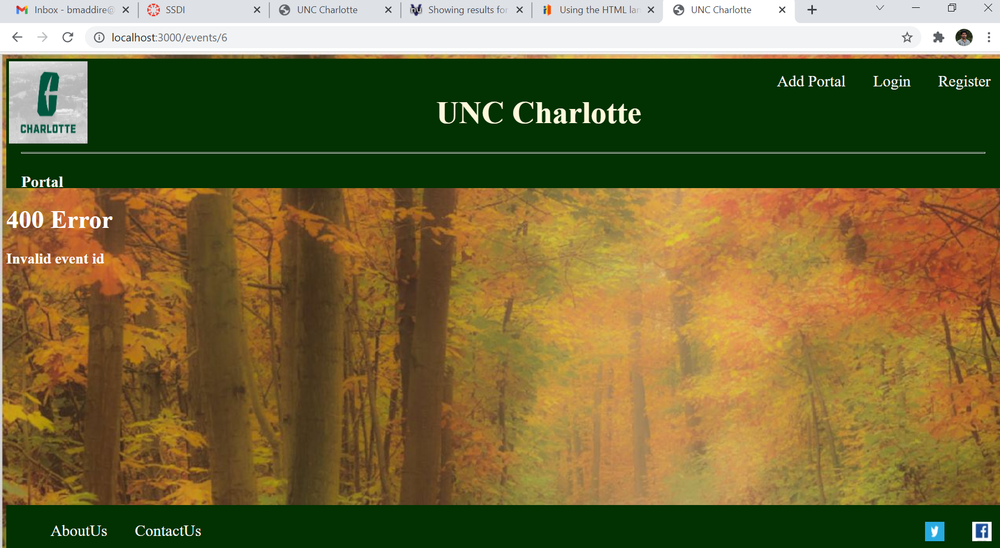 Inbox - bmaddire@
SSDI
UNC Charlotte
nu
Showing results for
Using the HTML lan
UNC Charlotte
localhost:3000/events/6
CHARLOTTE
Add Portal Login Register
UNC Charlotte
Portal
400 Error
Invalid event id
AboutUs ContactUs